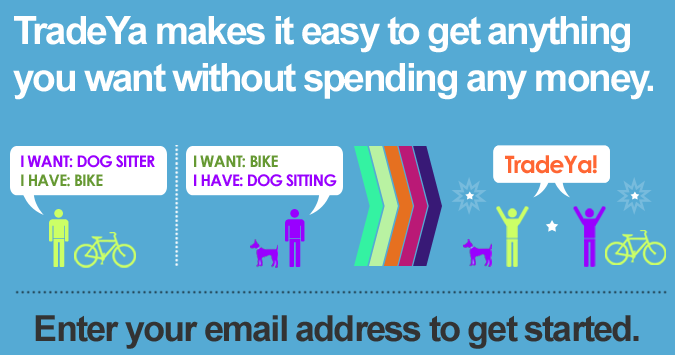 TradeYa makes it easy to get anything
you want without spending any money.
I WANT: DOG SITTER
I HAVE: BIKE
I WANT: BIKE
I HAVE: DOG SITTING
TradeYa!
Enter your email address to get started.